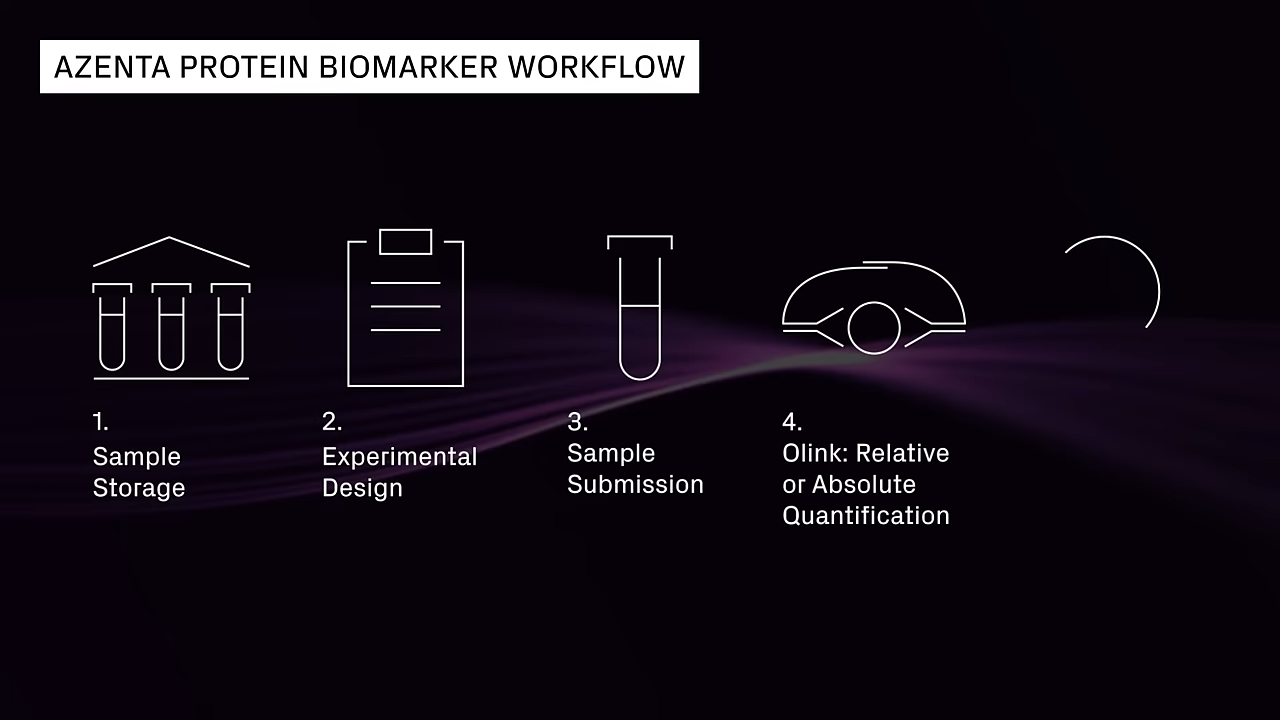 AZENTA PROTEIN BIOMARKER WORKFLOW
1.
Sample
Storage
2.
Experimental
Design
3.
Sample
Submission
4.
Olink: Relative
or Absolute
Quantification